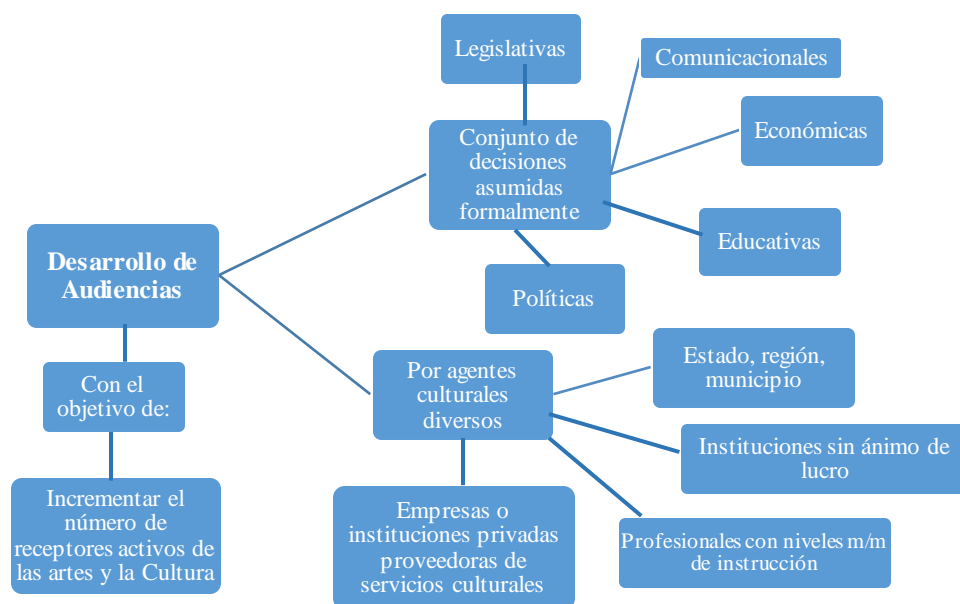 Legislativas
Comunicacionales
Económicas
Conjunto de
decisiones
asumidas
formalmente
Educativas
Políticas
Desarrollo de
Audiencias
Con el
objetivo de:
Incrementar el
número de
receptores activos de
las artes y la Cultura
Por agentes
culturales
diversos
Estado, región,
municipio
Instituciones sin ánimo de
lucro
Profesionales con niveles m/m
de instrucción
Empresas o
instituciones privadas
proveedoras de
servicios culturales